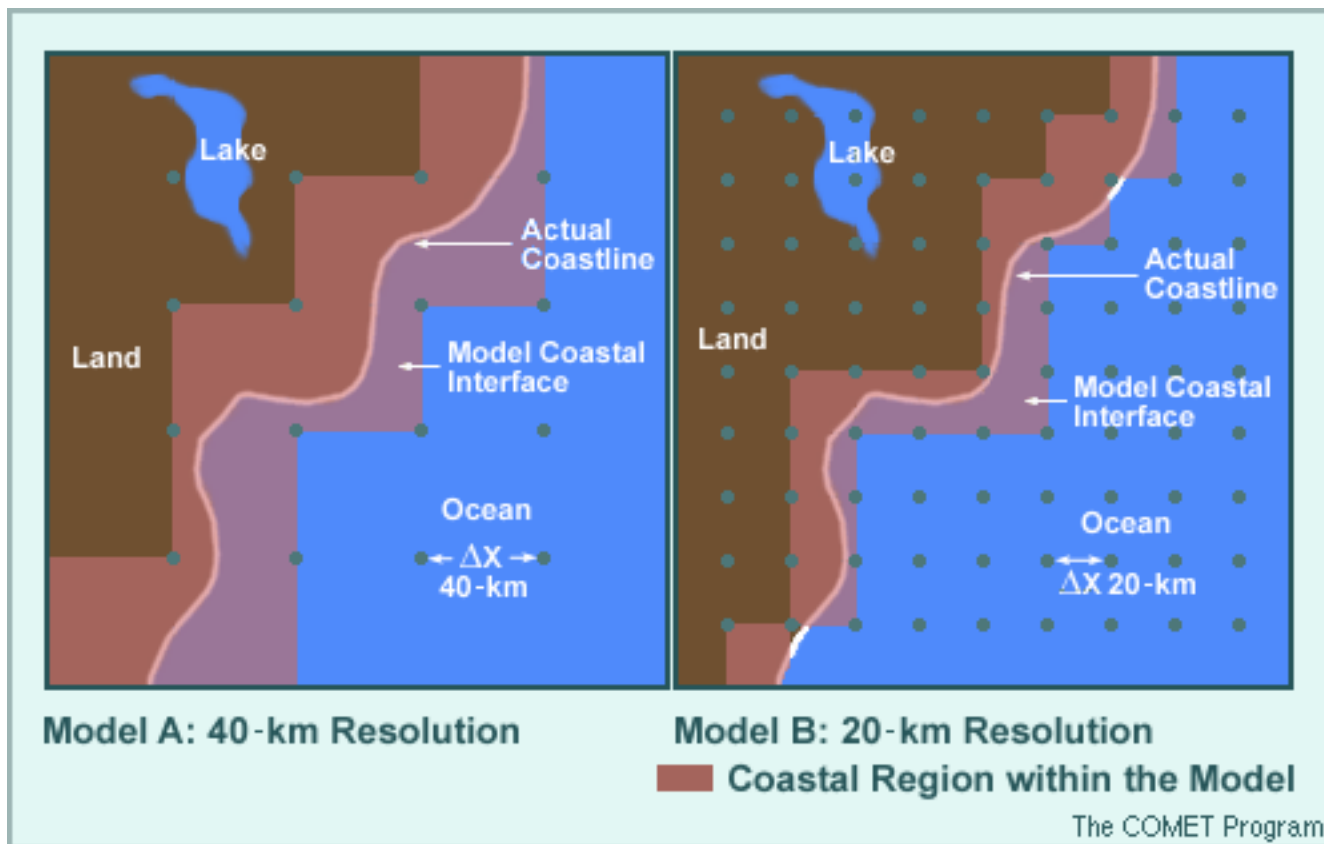 Lake
Actual
Coastline
Land
Model Coastal
Interface
Ocean
ΔX
40-km
Lake
Actual
Coastline
Land
Model Coastal
Interface
Ocean
ΔX 20-km
Model A: 40-km Resolution
Model B: 20-km Resolution
Coastal Region within the Model
The COMET Program